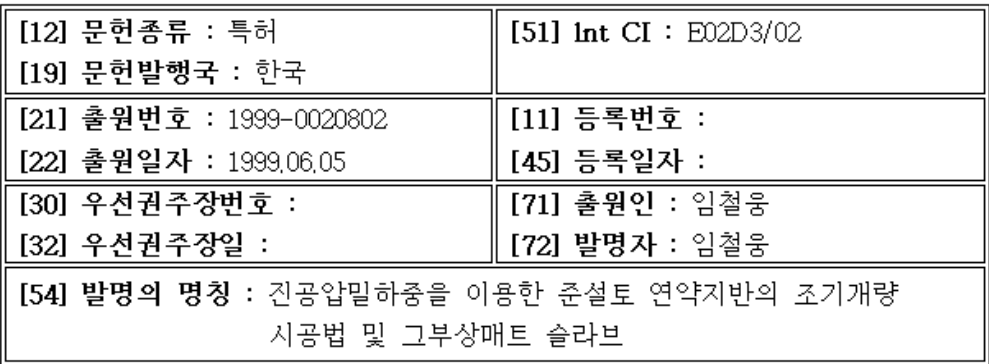 [12] 문헌종류 : 특허
[19] 문헌발행국 : 한국
[51] Int CI : E02D3/02
[21] 출원번호 : 1999-0020802
[22] 출원일자 : 1999.06.05
[11] 등록번호 :
[45] 등록일자 :
[30] 우선권주장번호 :
[32] 우선권주장일 :
[71] 출원인 : 임철웅
[72] 발명자 : 임철웅
[54] 발명의 명칭 : 진공압밀하중을 이용한 준설토 연약지반의 조기개량
시공법 및 그부상매트 슬라브